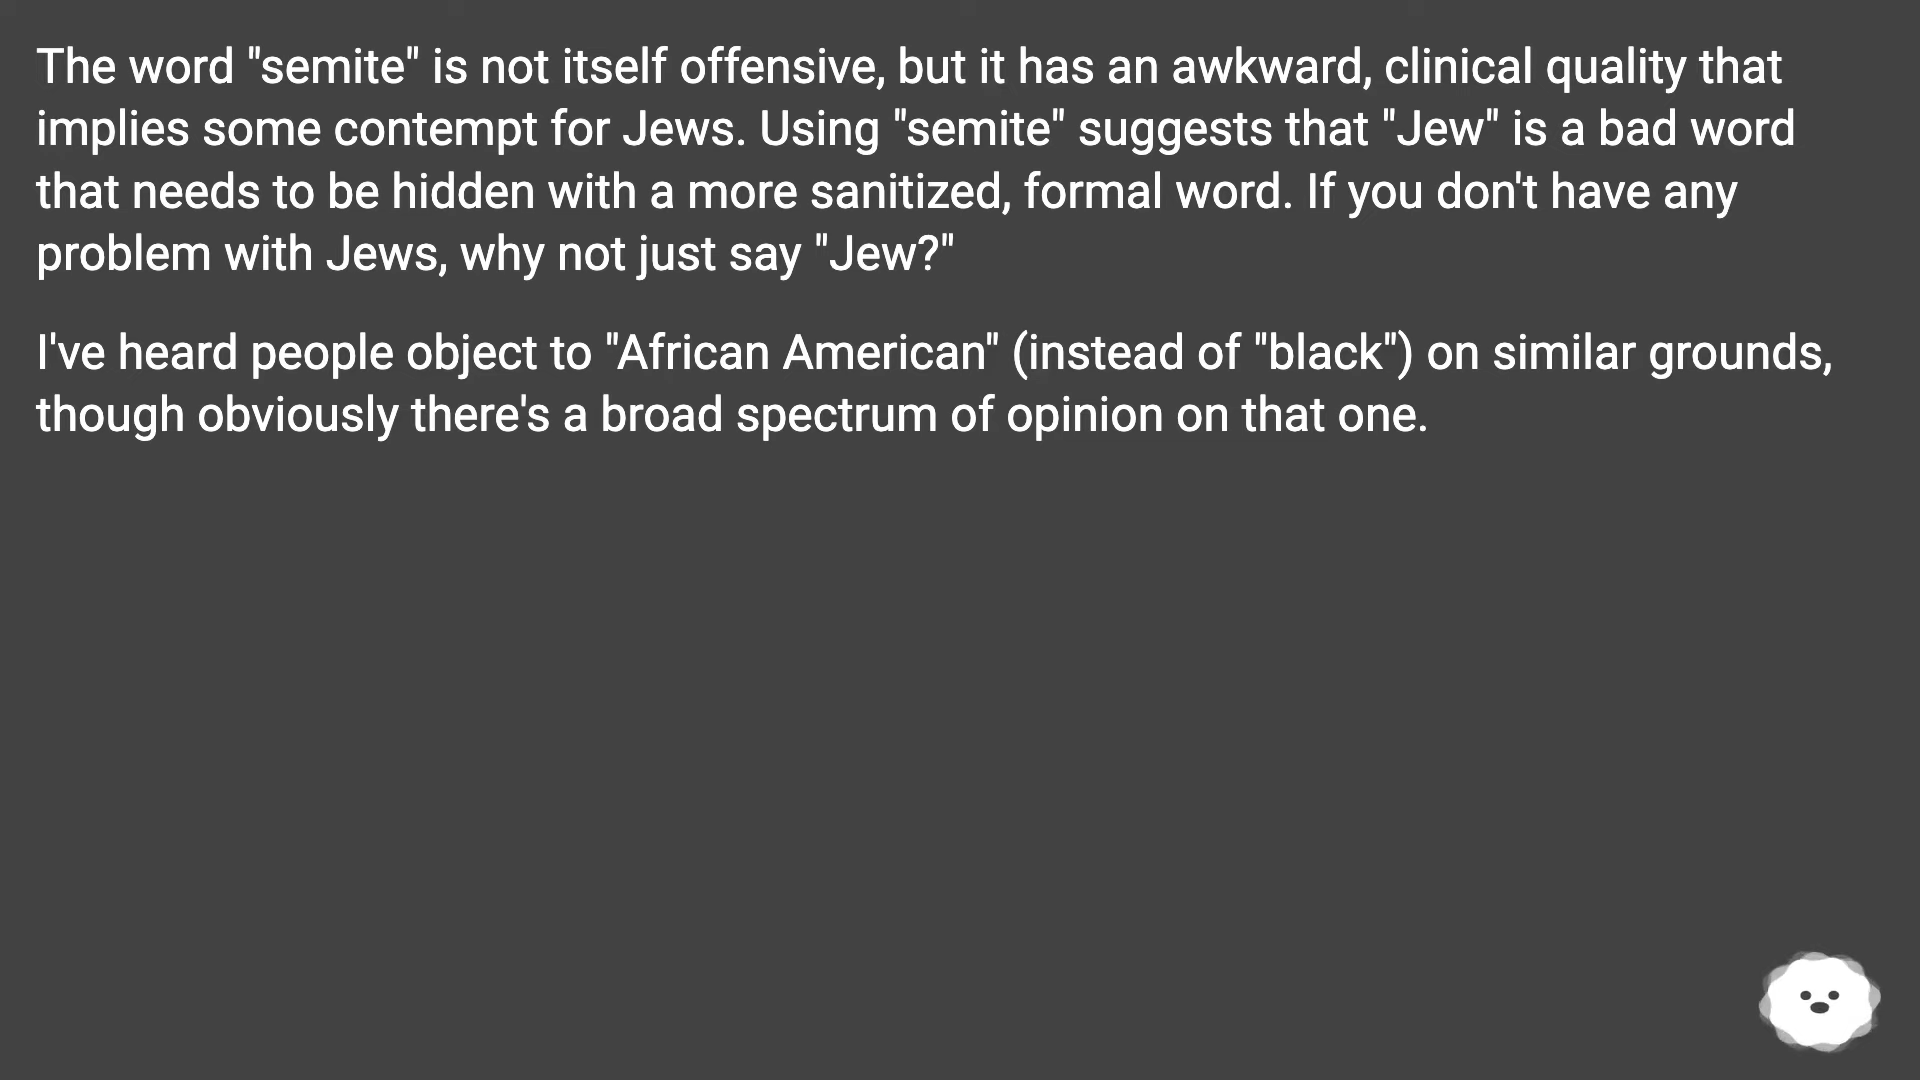 The word "semite" is not itself offensive, but it has an awkward, clinical quality that
implies some contempt for Jews. Using "semite" suggests that "Jew" is a bad word
that needs to be hidden with a more sanitized, formal word. If you don't have any
problem with Jews, why not just say "Jew?"
I've heard people object to "African American" (instead of "black") on similar grounds,
though obviously there's a broad spectrum of opinion on that one.